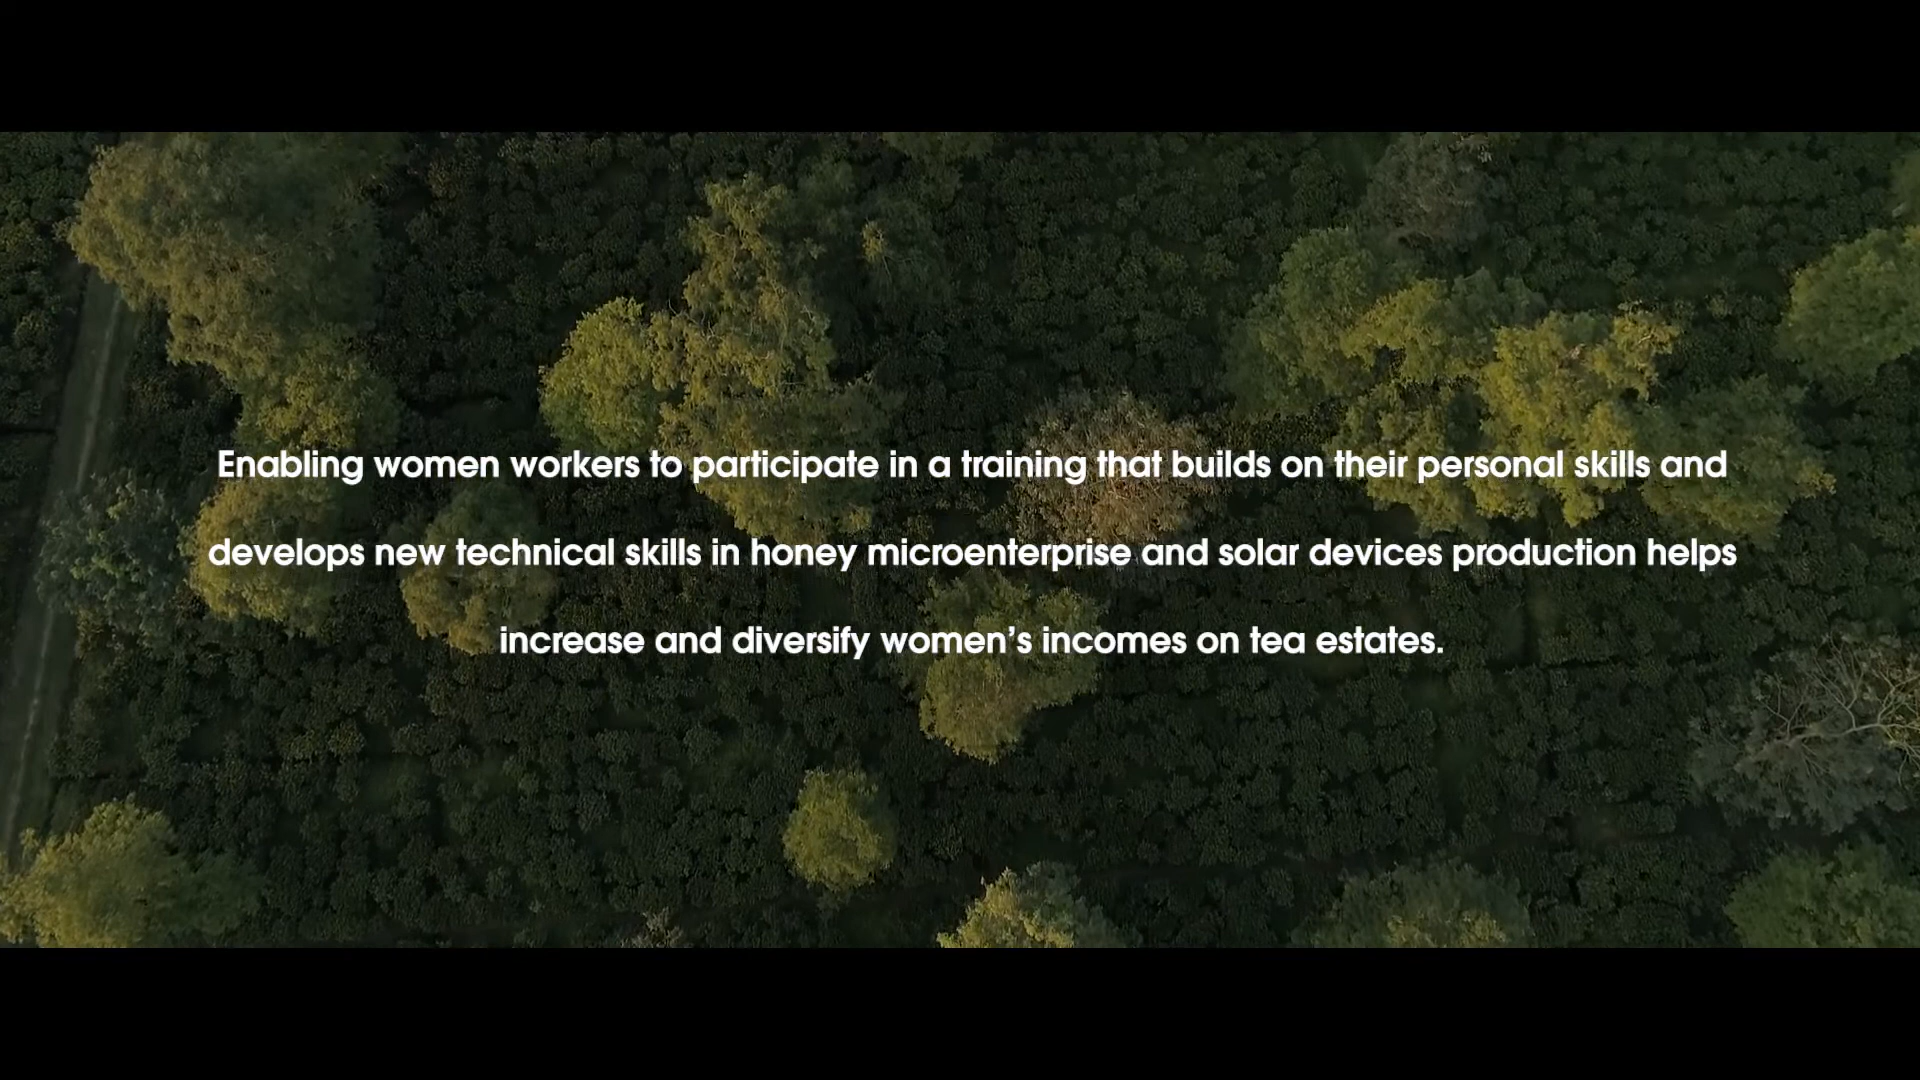 Enabling women workers to participate in a training that builds on their personal skills and
develops new technical skills in honey microenterprise and solar devices production helps
increase and diversify women’s incomes on tea estates.